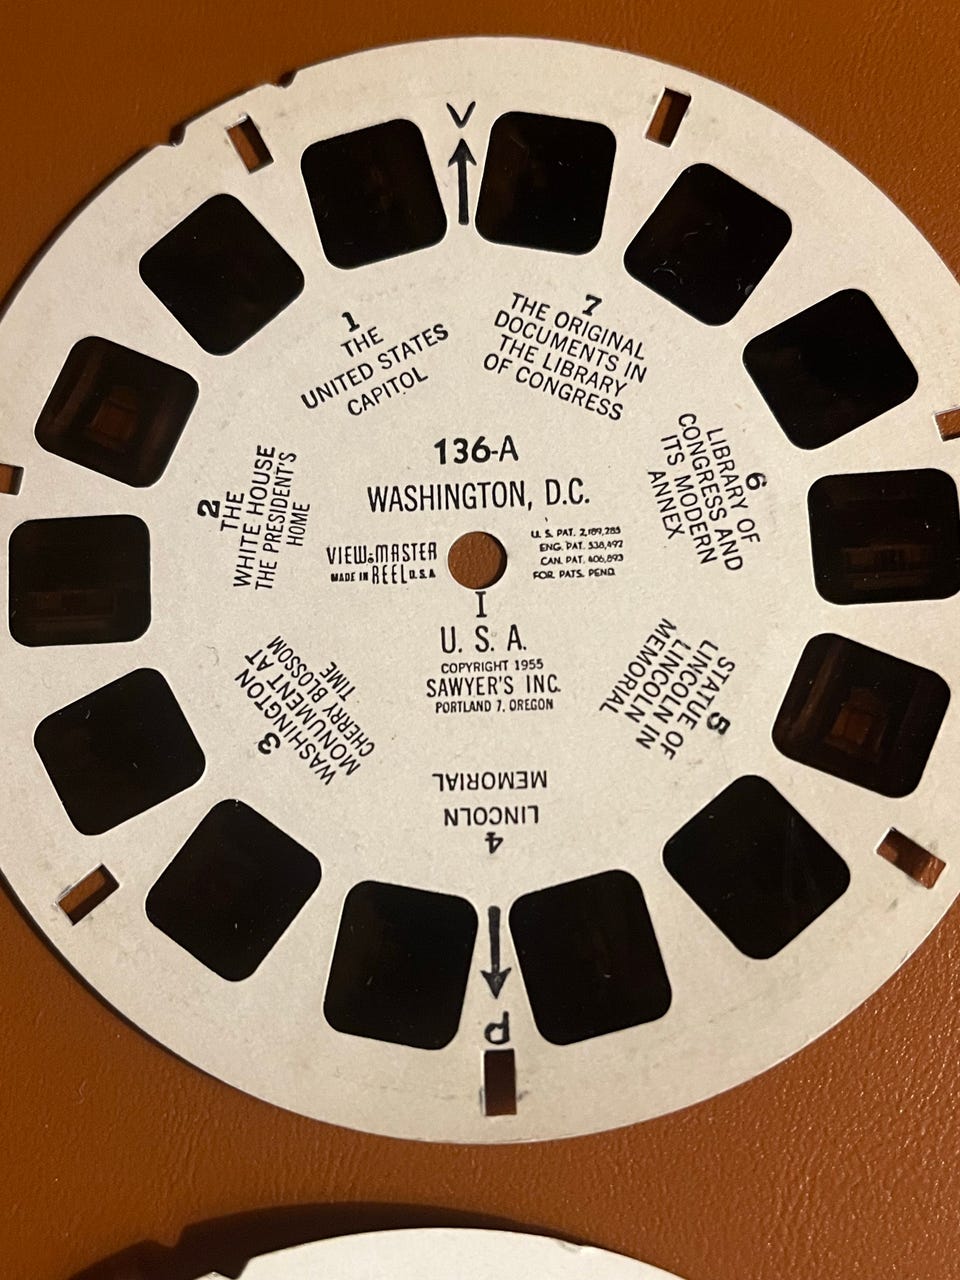 V
1
THE
UNITED STATES
CAPITOL
7
THE ORIGINAL
DOCUMENTS IN
THE LIBRARY
OF CONGRESS
136-A
WASHINGTON, D.C.
2
THE
WHITE HOUSE
THE PRESIDENT'S
HOME
6
LIBRARY OF
CONGRESS AND
ITS MODERN
ANNEX
VIEW-MASTER
MADE IN REEL U.S.A
U. S. PAT. 2,189,285
ENG. PAT. 538,492
CAN. PAT. 406,893
FOR. PATS. PEND.
I
U. S. A.
COPYRIGHT 1955
SAWYER'S INC.
PORTLAND 7, OREGON
3
WASHINGTON
MONUMENT AT
CHERRY BLOSSOM
TIME
5
STATUE OF
LINCOLN IN
LINCOLN
MEMORIAL
4
LINCOLN
MEMORIAL
P